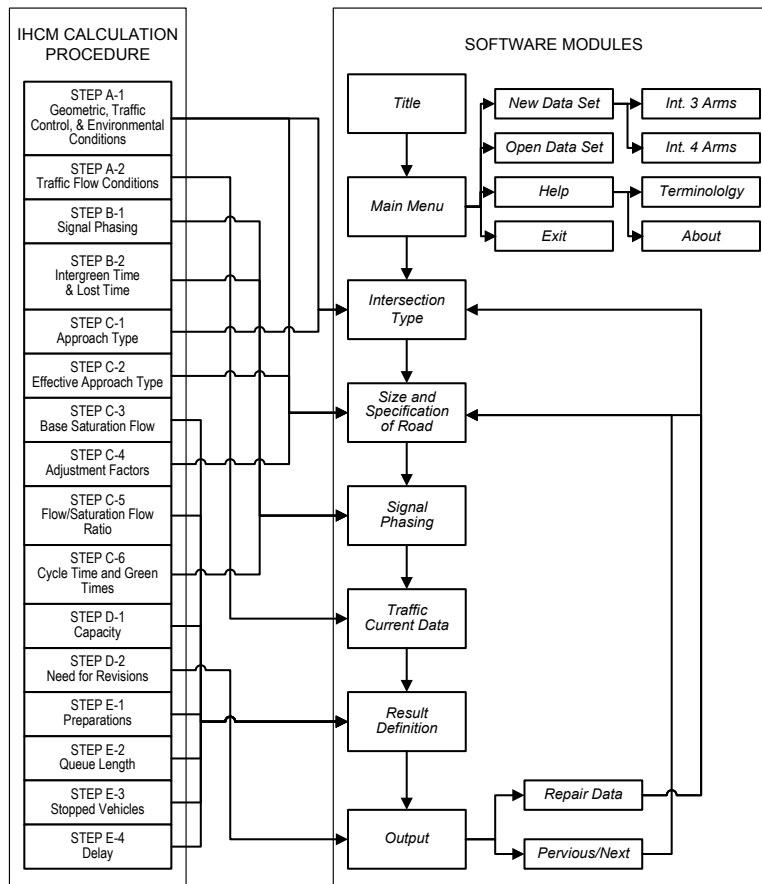 IHCM CALCULATION
PROCEDURE
STEP A-1
Geometric, Traffic
Control, & Environmental
Conditions
STEP A-2
Traffic Flow Conditions
STEP B-1
Signal Phasing
STEP B-2
Intergreen Time
& Lost Time
STEP C-1
Approach Type
STEP C-2
Effective Approach Type
STEP C-3
Base Saturation Flow
STEP C-4
Adjustment Factors
STEP C-5
Flow/Saturation Flow
Ratio
STEP C-6
Cycle Time and Green
Times
STEP D-1
Capacity
STEP D-2
Need for Revisions
STEP E-1
Preparations
STEP E-2
Queue Length
STEP E-3
Stopped Vehicles
STEP E-4
Delay
SOFTWARE MODULES
Title
New Data Set
Int. 3 Arms
Open Data Set
Int. 4 Arms
Main Menu
Help
Terminololgy
Exit
About
Intersection
Type
Size and
Specification
of Road
Signal
Phasing
Traffic
Current Data
Result
Definition
Repair Data
Output
Pervious/Next